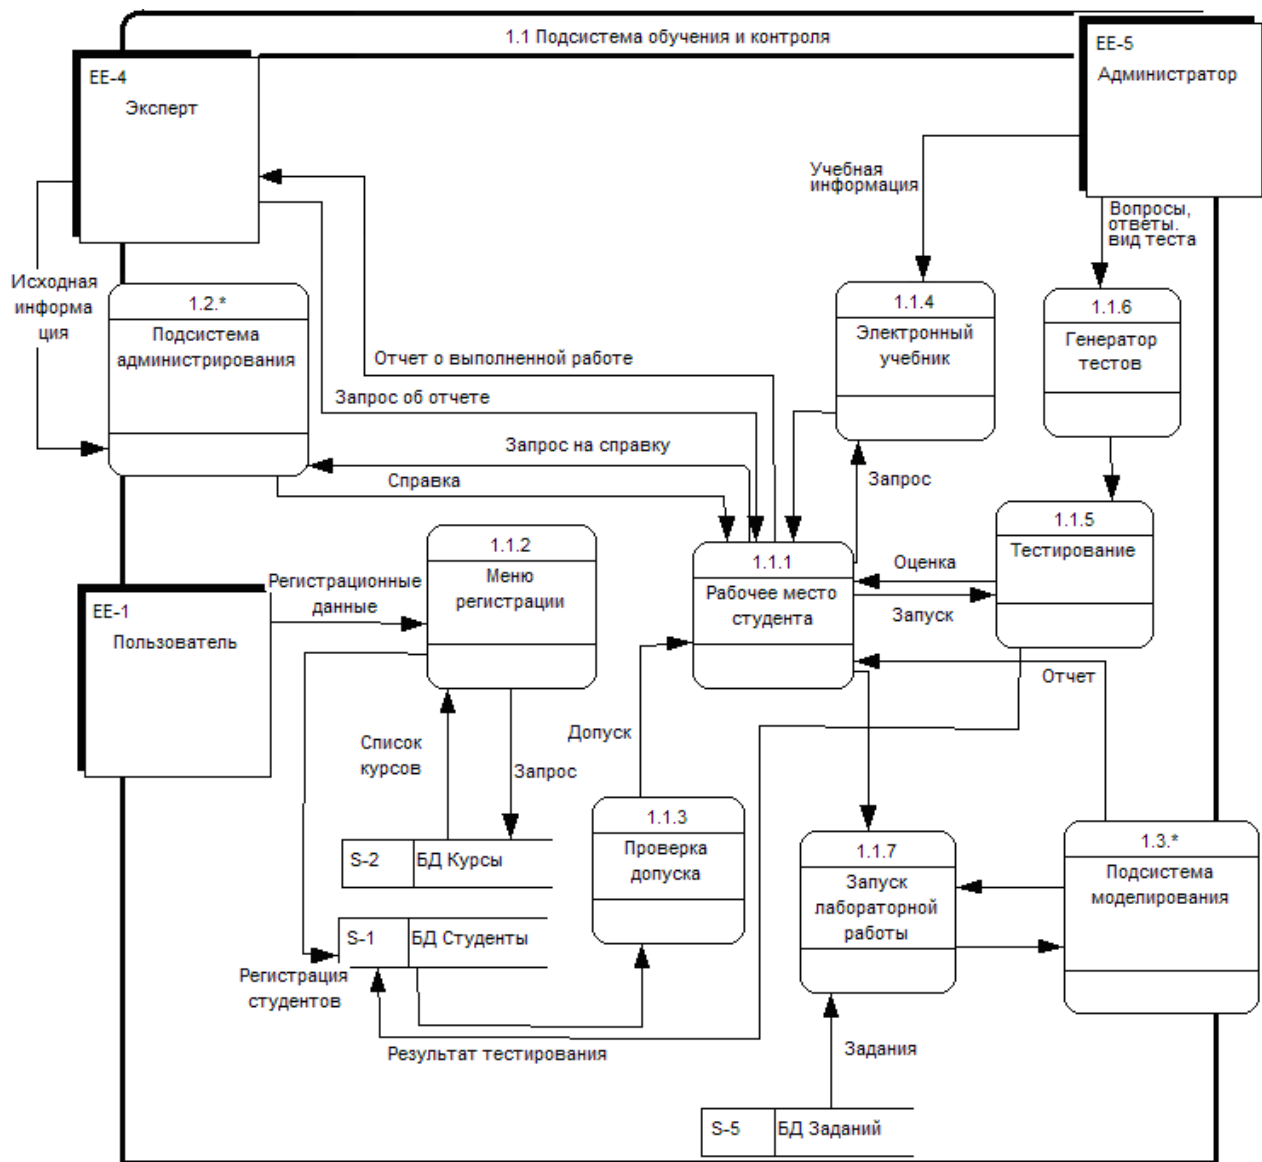 1.1 Подсистема обучения и контроля
EE-4
Эксперт
EE-5
Администратор
Учебная
информация
Вопросы,
ответы.
вид теста
Исходная
информа
ция
1.2.*
Подсистема
администрирования
1.1.4
Электронный
учебник
1.1.6
Генератор
тестов
Отчет о выполненной работе
Запрос об отчете
Запрос на справку
Справка
Запрос
1.1.2
Меню
регистрации
1.1.1
Рабочее место
студента
1.1.5
Тестирование
Оценка
Запуск
Регистрационные
данные
EE-1
Пользователь
Отчет
Допуск
Список
курсов
Запрос
1.1.3
Проверка
допуска
S-2
БД Курсы
S-1
БД Студенты
1.1.7
Запуск
лабораторной
работы
1.3.*
Подсистема
моделирования
Регистрация
студентов
Результат тестирования
Задания
S-5
БД Заданий